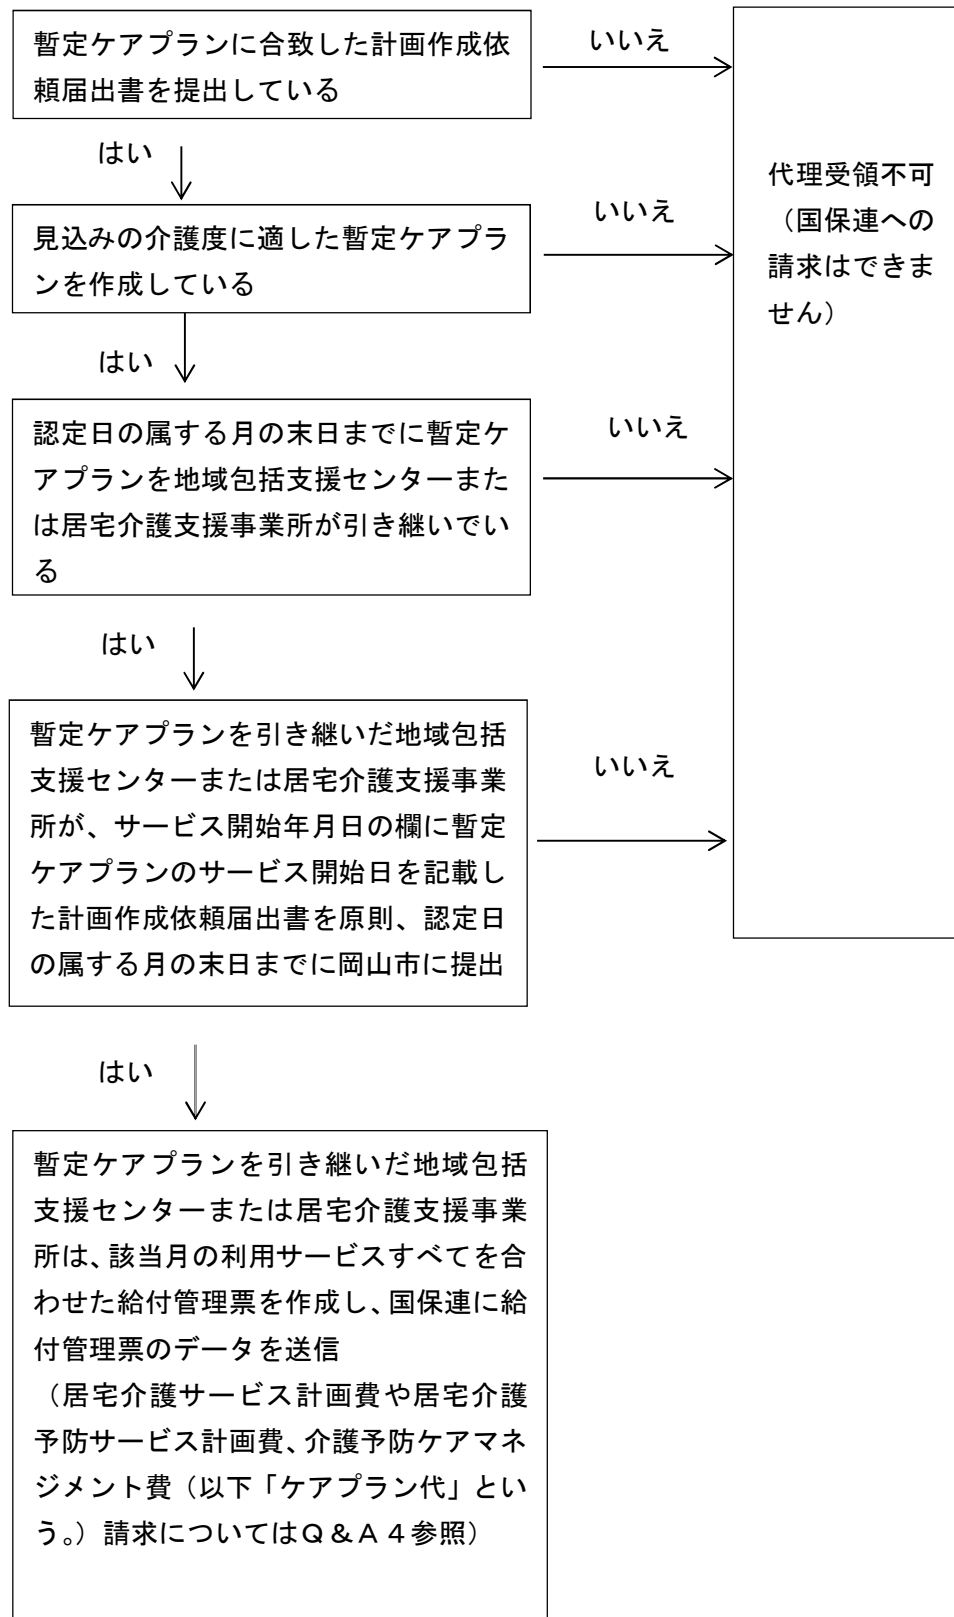 暫定ケアプランに合致した計画作成依
頼届出書を提出している
いいえ
はい
見込みの介護度に適した暫定ケアプラ
ンを作成している
いいえ
はい
認定日の属する月の末日までに暫定ケ
アプランを地域包括支援センターまた
は居宅介護支援事業所が引き継いでい
る
いいえ
はい
暫定ケアプランを引き継いだ地域包括
支援センターまたは居宅介護支援事業
所が、サービス開始年月日の欄に暫定
ケアプランのサービス開始日を記載し
た計画作成依頼届出書を原則、認定日
の属する月の末日までに岡山市に提出
いいえ
代理受領不可
（国保連への
請求はできま
せん）
はい
暫定ケアプランを引き継いだ地域包括
支援センターまたは居宅介護支援事業
所は、該当月の利用サービスすべてを合
わせた給付管理票を作成し、国保連に給
付管理票のデータを送信
（居宅介護サービス計画費や居宅介護
予防サービス計画費、介護予防ケアマネ
ジメント費（以下「ケアプラン代」とい
う。）請求についてはＱ＆Ａ４参照）